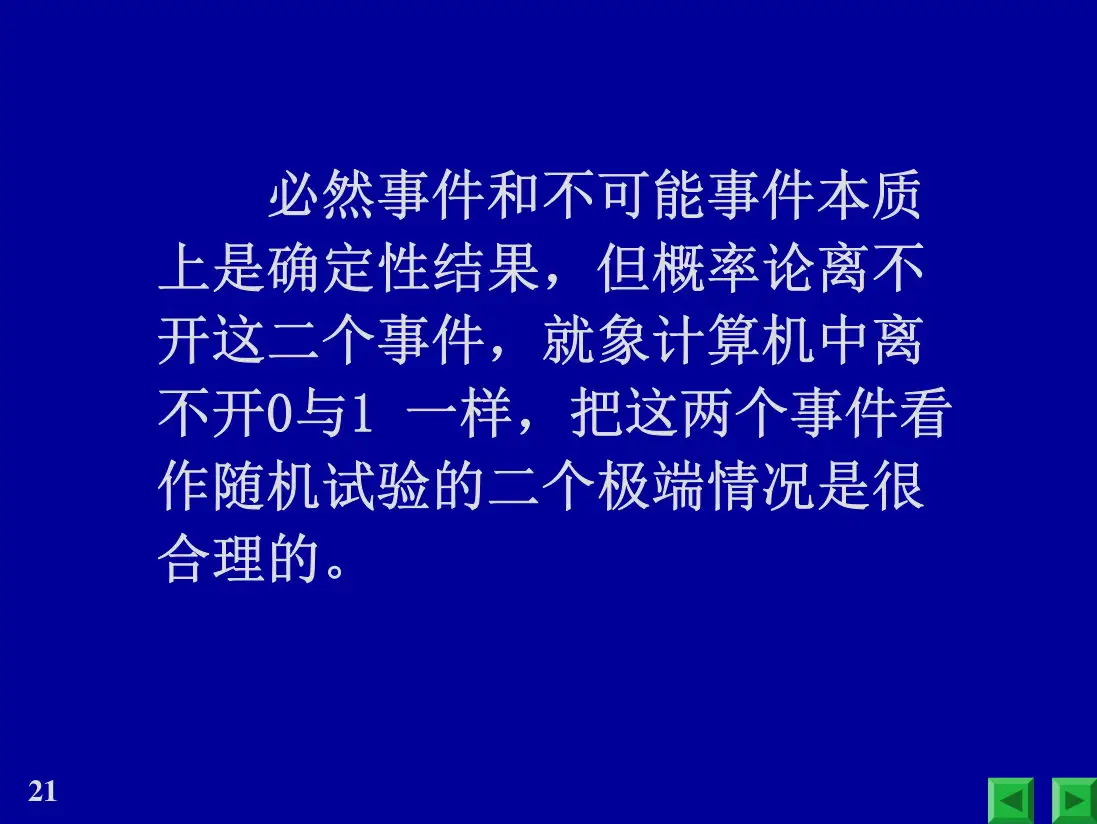 必然事件和不可能事件本质
上是确定性结果，但概率论离不
开这二个事件，就象计算机中离
不开0与1 一样，把这两个事件看
作随机试验的二个极端情况是很
合理的。
21